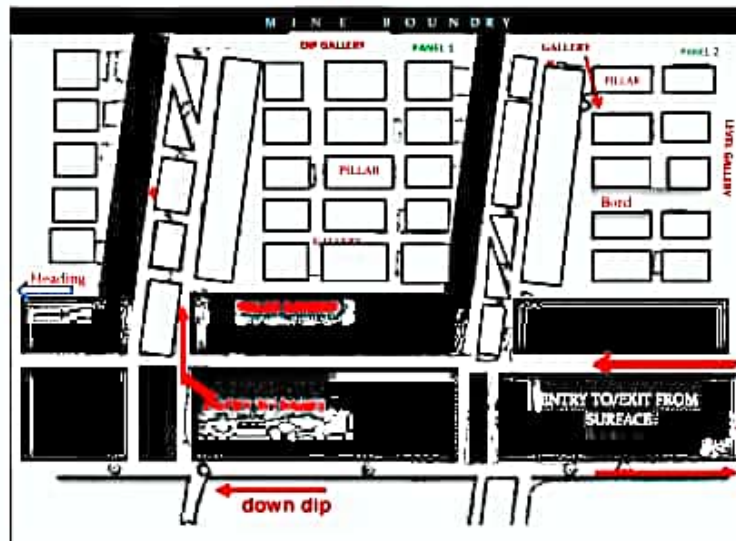 MINE BOUNDRY
DIP GALLERY
PANEL 1
GALLERY
PANEL 2
PILLAR
LEVEL GALLERY
PILLAR
Bord
GALLERY
Heading
ENTRY TO/EXIT FROM
SURFACE
down dip